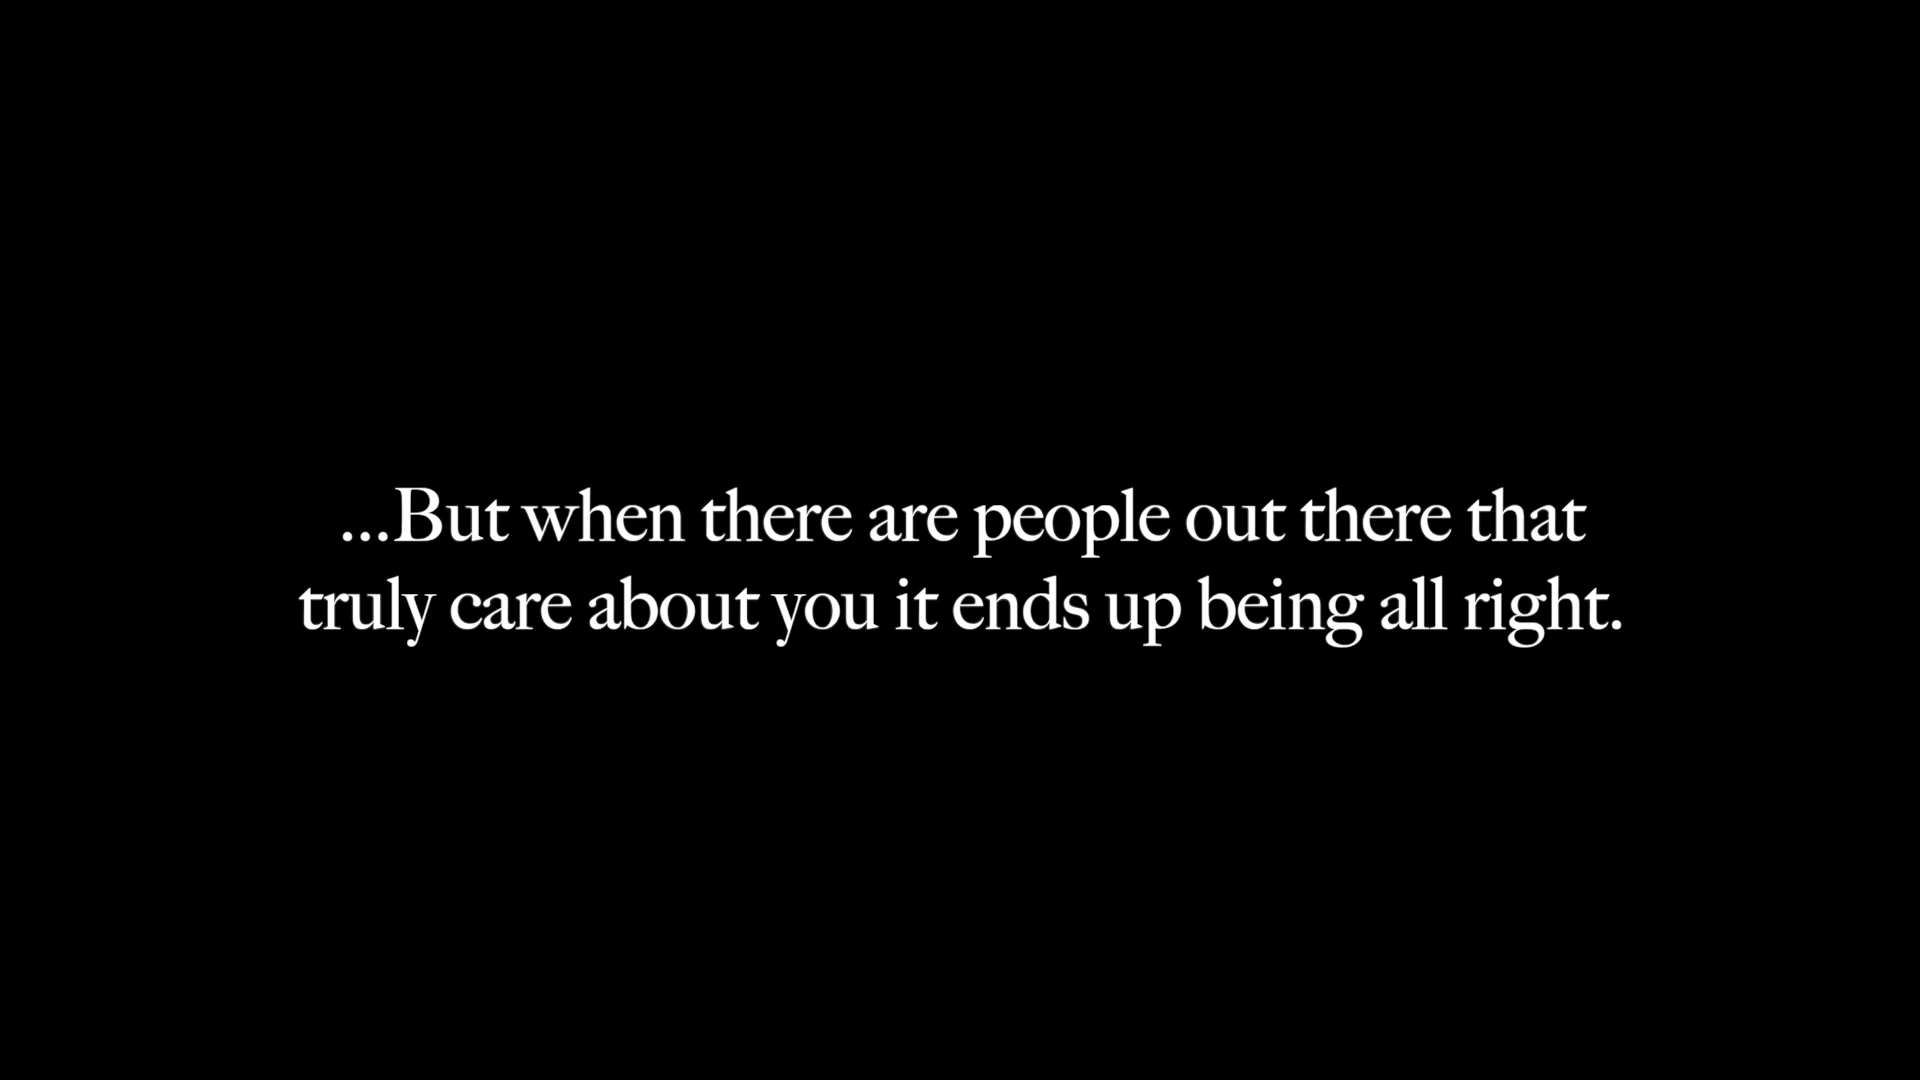 ...But when there are people out there that
truly care about you it ends up being all right.